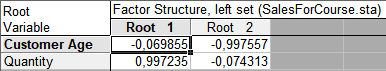 Root Variable Factor Structure, left set (SalesForCourse.sta)
Root 1 Root 2
Customer Age -0,069855 -0,997557
Quantity 0,997235 -0,074313